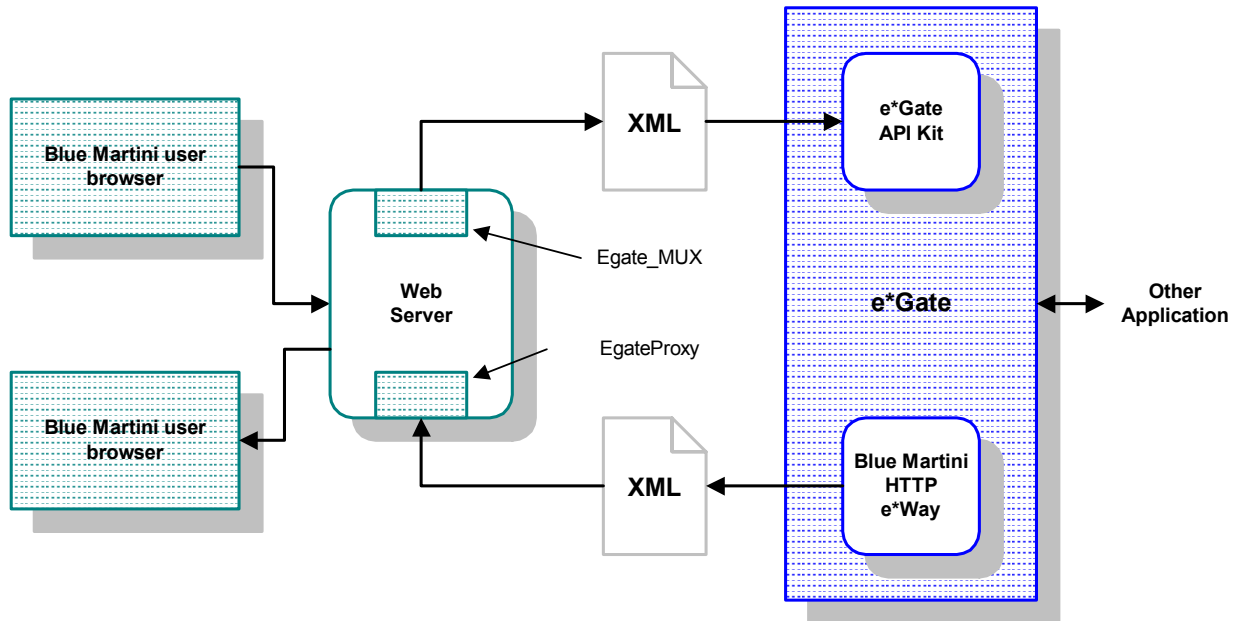 Blue Martini user
browser
XML
e*Gate
API Kit
Egate_MUX
Web
Server
e*Gate
Other
Application
EgateProxy
Blue Martini user
browser
XML
Blue Martini
HTTP
e*Way